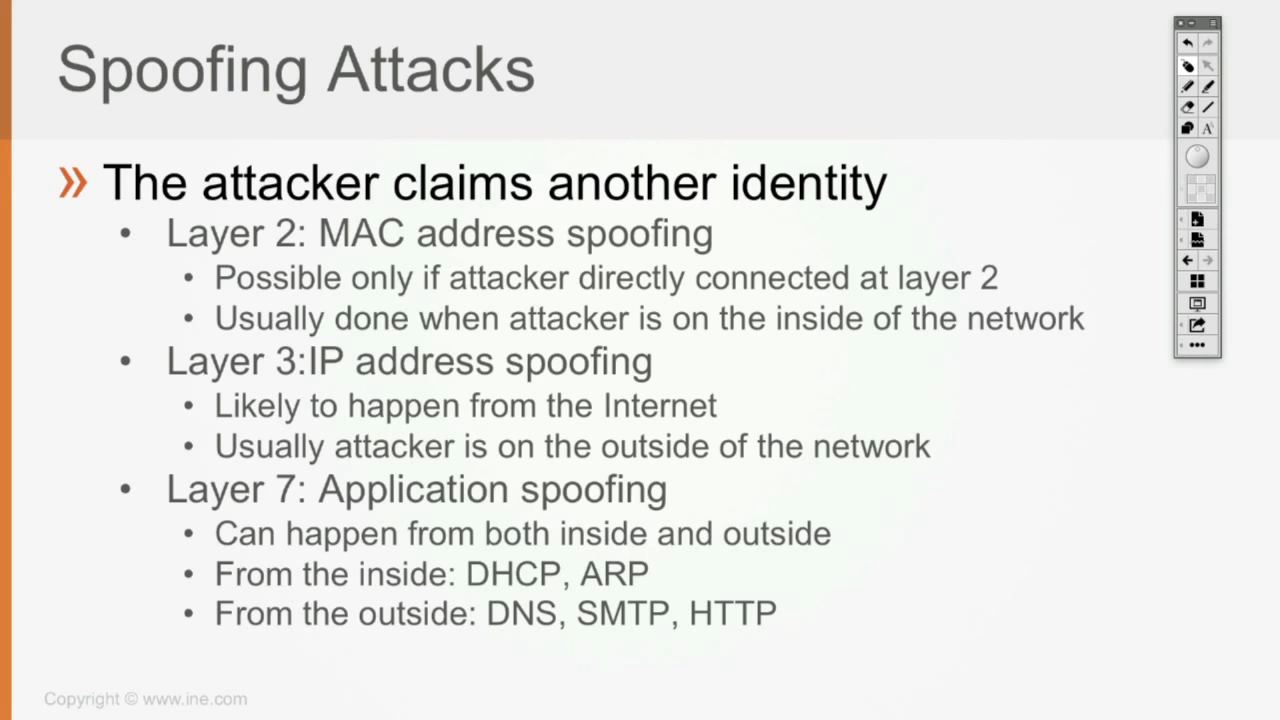 Spoofing Attacks
» The attacker claims another identity
• Layer 2: MAC address spoofing
• Possible only if attacker directly connected at layer 2
• Usually done when attacker is on the inside of the network
• Layer 3:IP address spoofing
• Likely to happen from the Internet
• Usually attacker is on the outside of the network
• Layer 7: Application spoofing
• Can happen from both inside and outside
• From the inside: DHCP, ARP
• From the outside: DNS, SMTP, HTTP
Copyright © www.ine.com